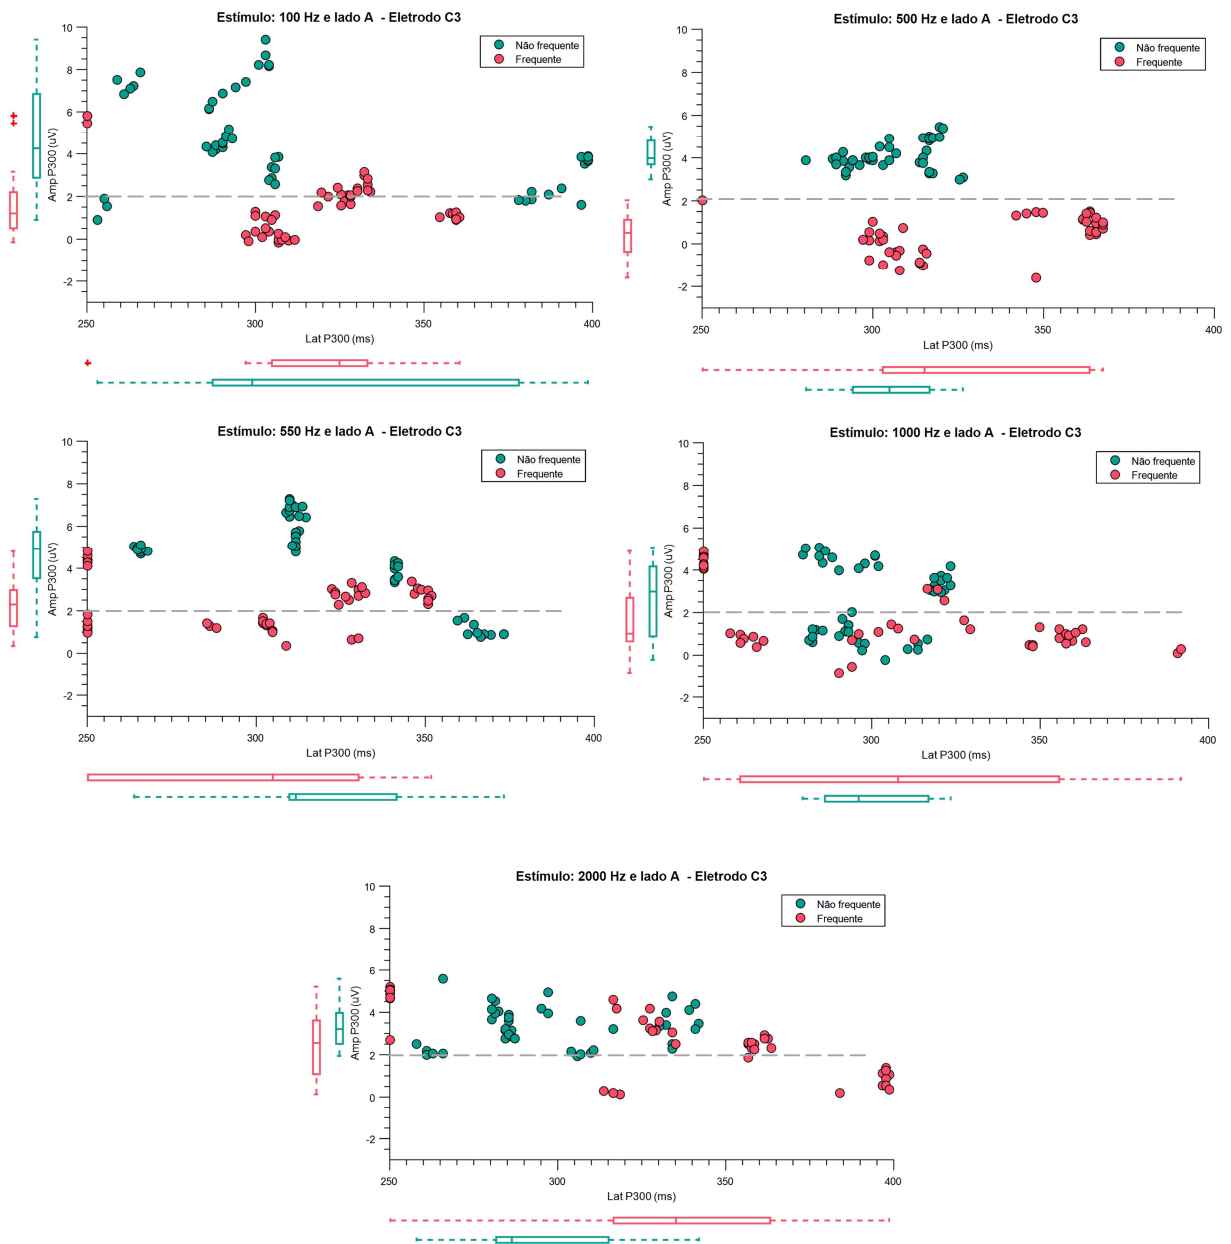 Estímulo: 100 Hz e lado A - Eletrodo C3
Não frequente
Frequente
Amp P300 (uV)
10
8
6
4
2
0
-2
250
300
350
400
Lat P300 (ms)
Estímulo: 500 Hz e lado A - Eletrodo C3
Não frequente
Frequente
Amp P300 (uV)
10
8
6
4
2
0
-2
250
300
350
400
Lat P300 (ms)
Estímulo: 550 Hz e lado A - Eletrodo C3
Não frequente
Frequente
Amp P300 (uV)
10
8
6
4
2
0
-2
250
300
350
400
Lat P300 (ms)
Estímulo: 1000 Hz e lado A - Eletrodo C3
Não frequente
Frequente
Amp P300 (uV)
10
8
6
4
2
0
-2
250
300
350
400
Lat P300 (ms)
Estímulo: 2000 Hz e lado A - Eletrodo C3
Não frequente
Frequente
Amp P300 (uV)
10
8
6
4
2
0
-2
250
300
350
400
Lat P300 (ms)